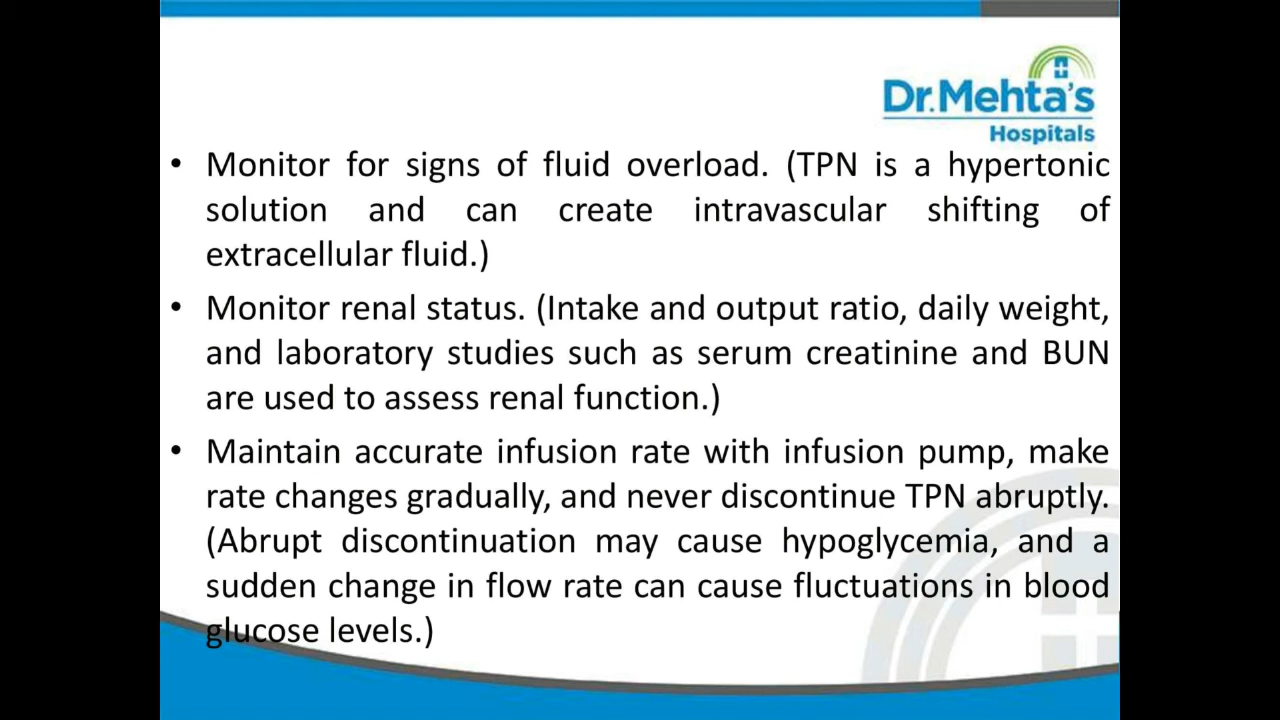 Dr.Mehta's
Hospitals
• Monitor for signs of fluid overload. (TPN is a hypertonic
solution and can create intravascular shifting of
extracellular fluid.)
• Monitor renal status. (Intake and output ratio, daily weight,
and laboratory studies such as serum creatinine and BUN
are used to assess renal function.)
• Maintain accurate infusion rate with infusion pump, make
rate changes gradually, and never discontinue TPN abruptly.
(Abrupt discontinuation may cause hypoglycemia, and a
sudden change in flow rate can cause fluctuations in blood
glucose levels.)